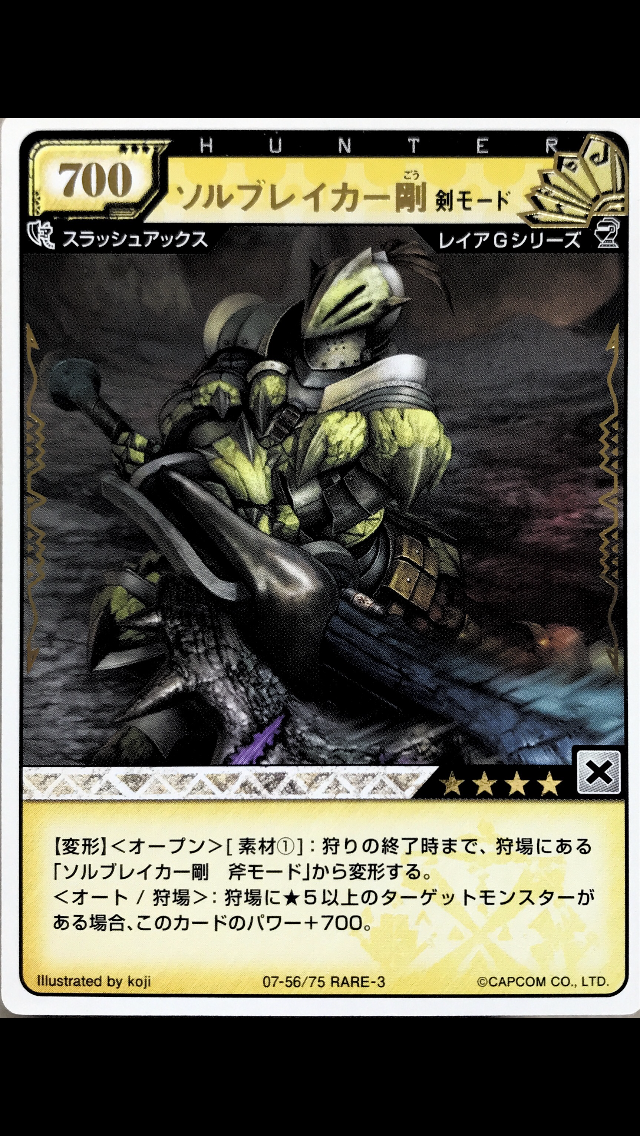 HUNTER
700
ごう
ソルブレイカー剛 剣モード
スラッシュアックス
レイアGシリーズ
【変形】<オープン>[素材①]：狩りの終了時まで、狩場にある
「ソルブレイカー剛　斧モード」から変形する。
<オート / 狩場>：狩場に★5以上のターゲットモンスターが
ある場合、このカードのパワー＋700。
Illustrated by koji
07-56/75 RARE-3
©CAPCOM CO., LTD.